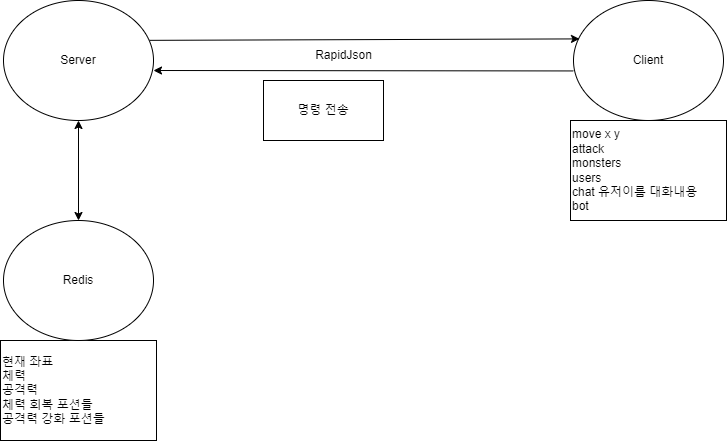 Server
RapidJson
Client
명령 전송
move x y
attack
monsters
users
chat 유저이름 대화내용
bot
Redis
현재 좌표
체력
공격력
체력 회복 포션들
공격력 강화 포션들